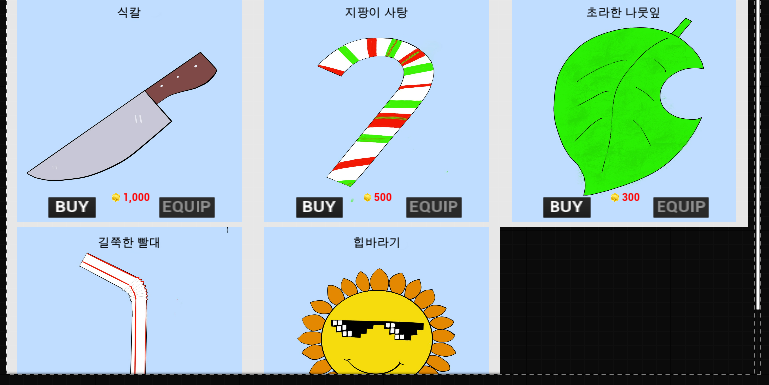 식칼
지팡이 사탕
초라한 나뭇잎
1,000
BUY
EQUIP
500
BUY
EQUIP
300
BUY
EQUIP
길쭉한 빨대
힙바라기